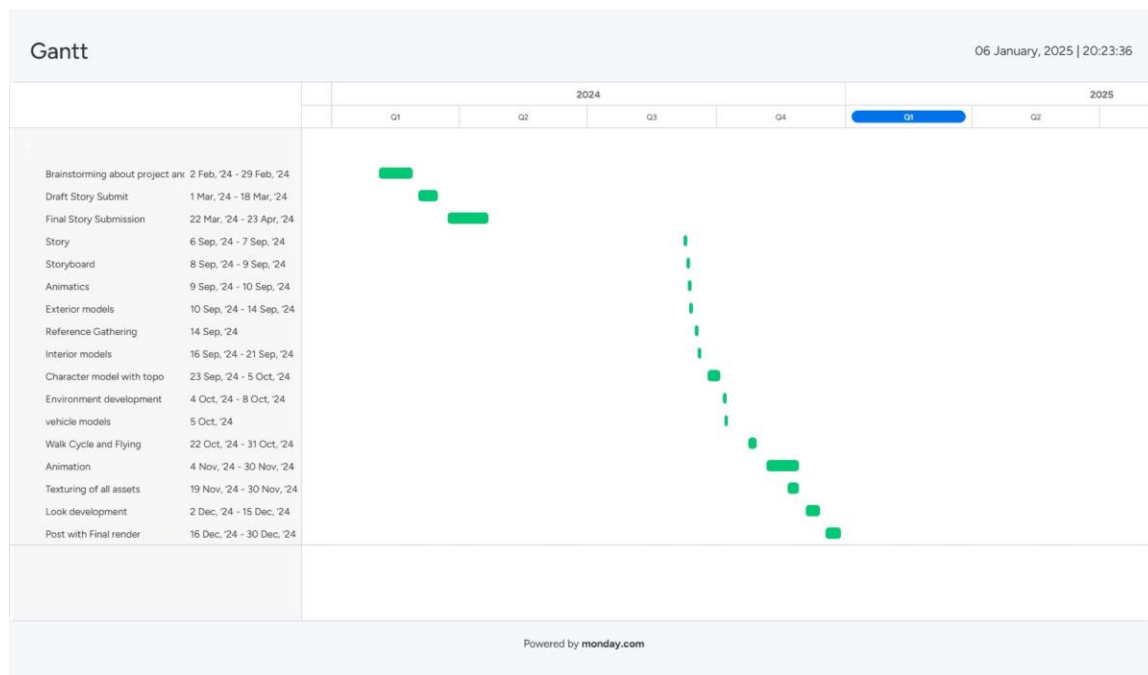 Gantt
06 January, 2025 | 20:23:36
2024
2025
Q1
Q2
Q3
Q4
Q1
Q2
Brainstorming about project and 2 Feb, '24 - 29 Feb, '24
Draft Story Submit 1 Mar, '24 - 18 Mar, '24
Final Story Submission 22 Mar, '24 - 23 Apr, '24
Story 6 Sep, '24 - 7 Sep, '24
Storyboard 8 Sep, '24 - 9 Sep, '24
Animatics 9 Sep, '24 - 10 Sep, '24
Exterior models 10 Sep, '24 - 14 Sep, '24
Reference Gathering 14 Sep, '24
Interior models 16 Sep, '24 - 21 Sep, '24
Character model with topo 23 Sep, '24 - 5 Oct, '24
Environment development 4 Oct, '24 - 8 Oct, '24
vehicle models 5 Oct, '24
Walk Cycle and Flying 22 Oct, '24 - 31 Oct, '24
Animation 4 Nov, '24 - 30 Nov, '24
Texturing of all assets 19 Nov, '24 - 30 Nov, '24
Look development 2 Dec, '24 - 15 Dec, '24
Post with Final render 16 Dec, '24 - 30 Dec, '24
Powered by monday.com